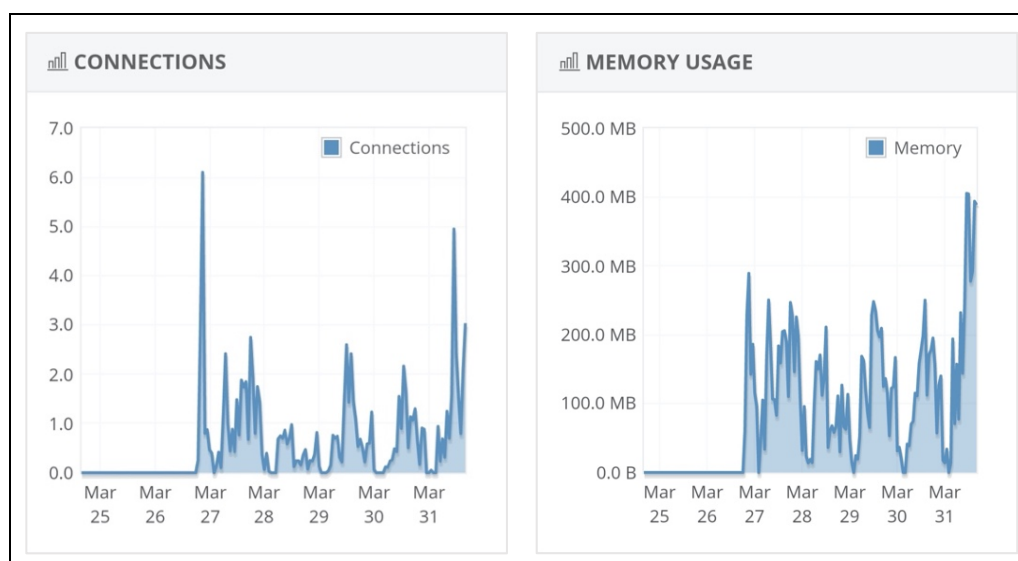 CONNECTIONS
7.0
6.0
5.0
4.0
3.0
2.0
1.0
0.0
Connections
Mar 25 Mar 26 Mar 27 Mar 28 Mar 29 Mar 30 Mar 31
MEMORY USAGE
500.0 MB
400.0 MB
300.0 MB
200.0 MB
100.0 MB
0.0 B
Memory
Mar 25 Mar 26 Mar 27 Mar 28 Mar 29 Mar 30 Mar 31